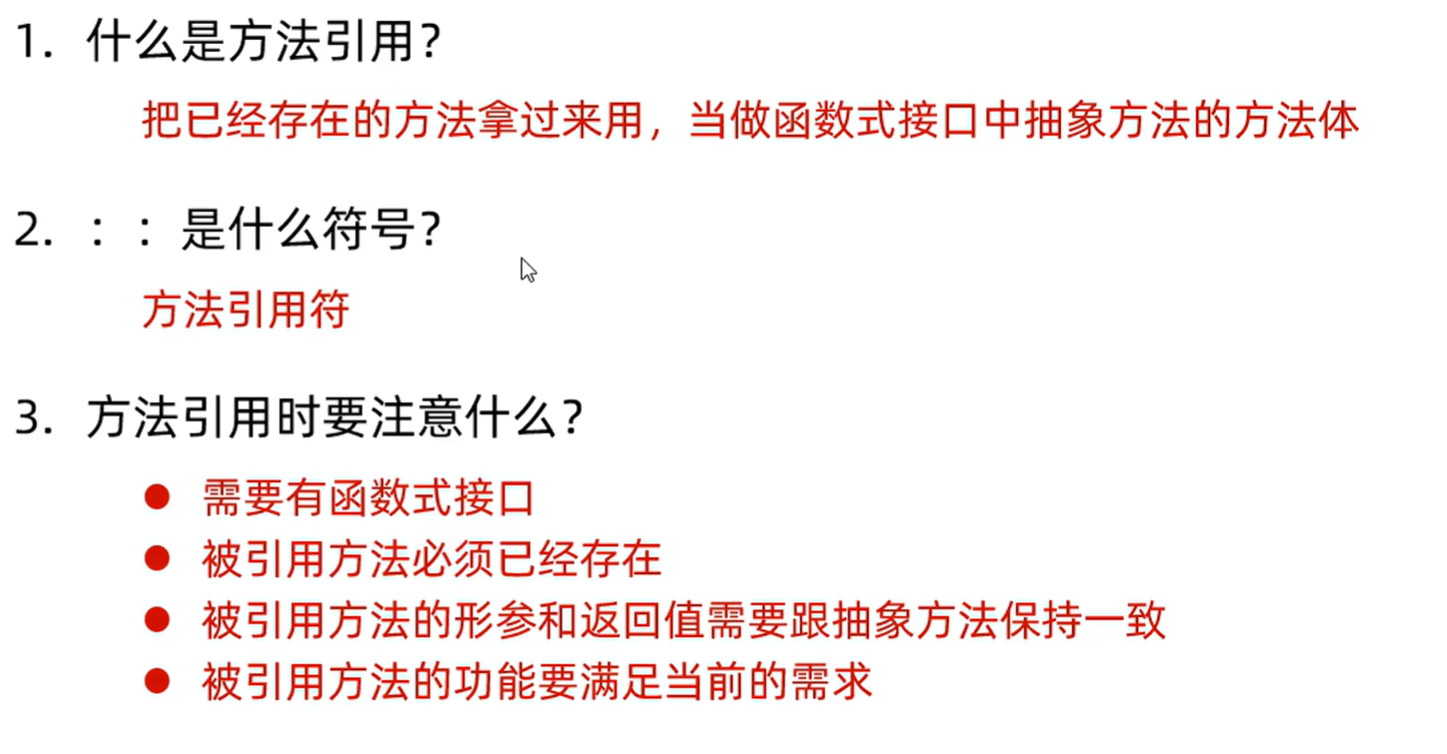 1. 什么是方法引用？
把已经存在的方法拿过来用，当做函数式接口中抽象方法的方法体
2. ：：是什么符号？
方法引用符
3. 方法引用时要注意什么？
● 需要有函数式接口
● 被引用方法必须已经存在
● 被引用方法的形参和返回值需要跟抽象方法保持一致
● 被引用方法的功能要满足当前的需求